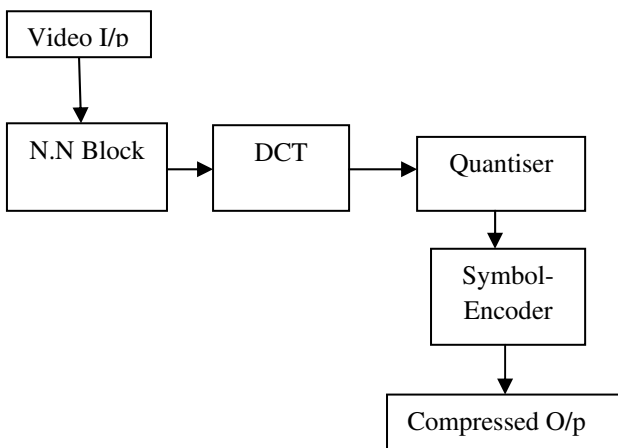 Video I/p
N.N Block
DCT
Quantiser
Symbol-
Encoder
Compressed O/p